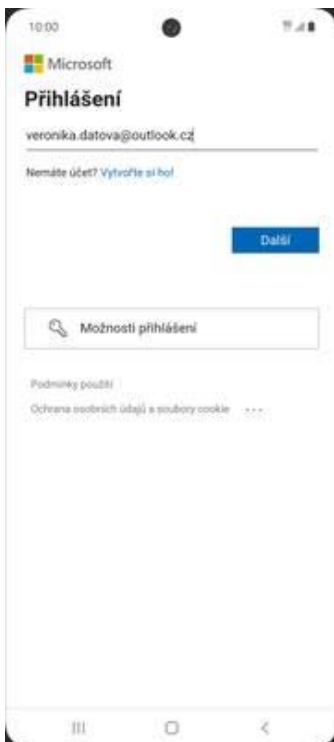 10:00
Microsoft
Přihlášení
veronika.datova@outlook.cz
Nemáte účet? Vytvořte si ho!
Další
Možnosti přihlášení
Podmínky použití
Ochrana osobních údajů a soubory cookie ...